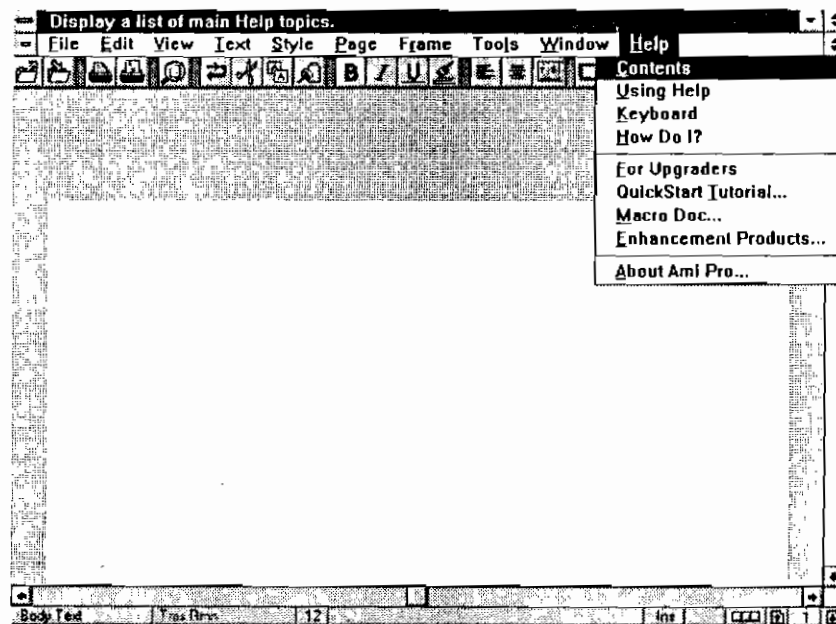 Display a list of main Help topics.
File Edit View Text Style Page Frame Tools Window Help
B I U
Contents
Using Help
Keyboard
How Do I?
For Upgraders
QuickStart Tutorial...
Macro Doc...
Enhancement Products...
About Ami Pro...
Body Text Tms Rmn 12 Ins 1